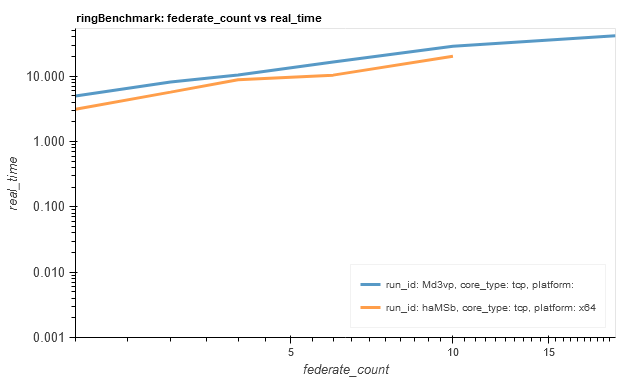 ringBenchmark: federate_count vs real_time
10.000
1.000
0.100
0.010
0.001
real_time
5
10
15
federate_count
run_id: Md3vp, core_type: tcp, platform:
run_id: haMSb, core_type: tcp, platform: x64